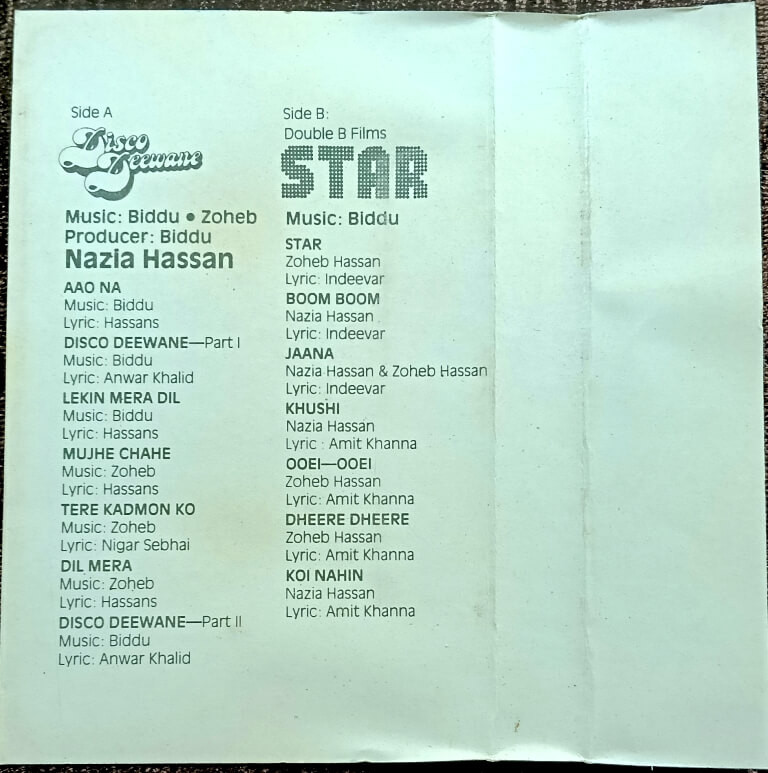 Side A
Disco
Deewane
Music: Biddu • Zoheb
Producer: Biddu
Nazia Hassan
AAO NA
Music: Biddu
Lyric: Hassans
DISCO DEEWANE—Part I
Music: Biddu
Lyric: Anwar Khalid
LEKIN MERA DIL
Music: Biddu
Lyric: Hassans
MUJHE CHAHE
Music: Zoheb
Lyric: Hassans
TERE KADMON KO
Music: Zoheb
Lyric: Nigar Sebhai
DIL MERA
Music: Zoheb
Lyric: Hassans
DISCO DEEWANE—Part II
Music: Biddu
Lyric: Anwar Khalid
Side B:
Double B Films
STAR
Music: Biddu
STAR
Zoheb Hassan
Lyric: Indeevar
BOOM BOOM
Nazia Hassan
Lyric: Indeevar
JAANA
Nazia Hassan & Zoheb Hassan
Lyric: Indeevar
KHUSHI
Nazia Hassan
Lyric : Amit Khanna
OOEI—OOEI
Zoheb Hassan
Lyric: Amit Khanna
DHEERE DHEERE
Zoheb Hassan
Lyric: Amit Khanna
KOI NAHIN
Nazia Hassan
Lyric: Amit Khanna